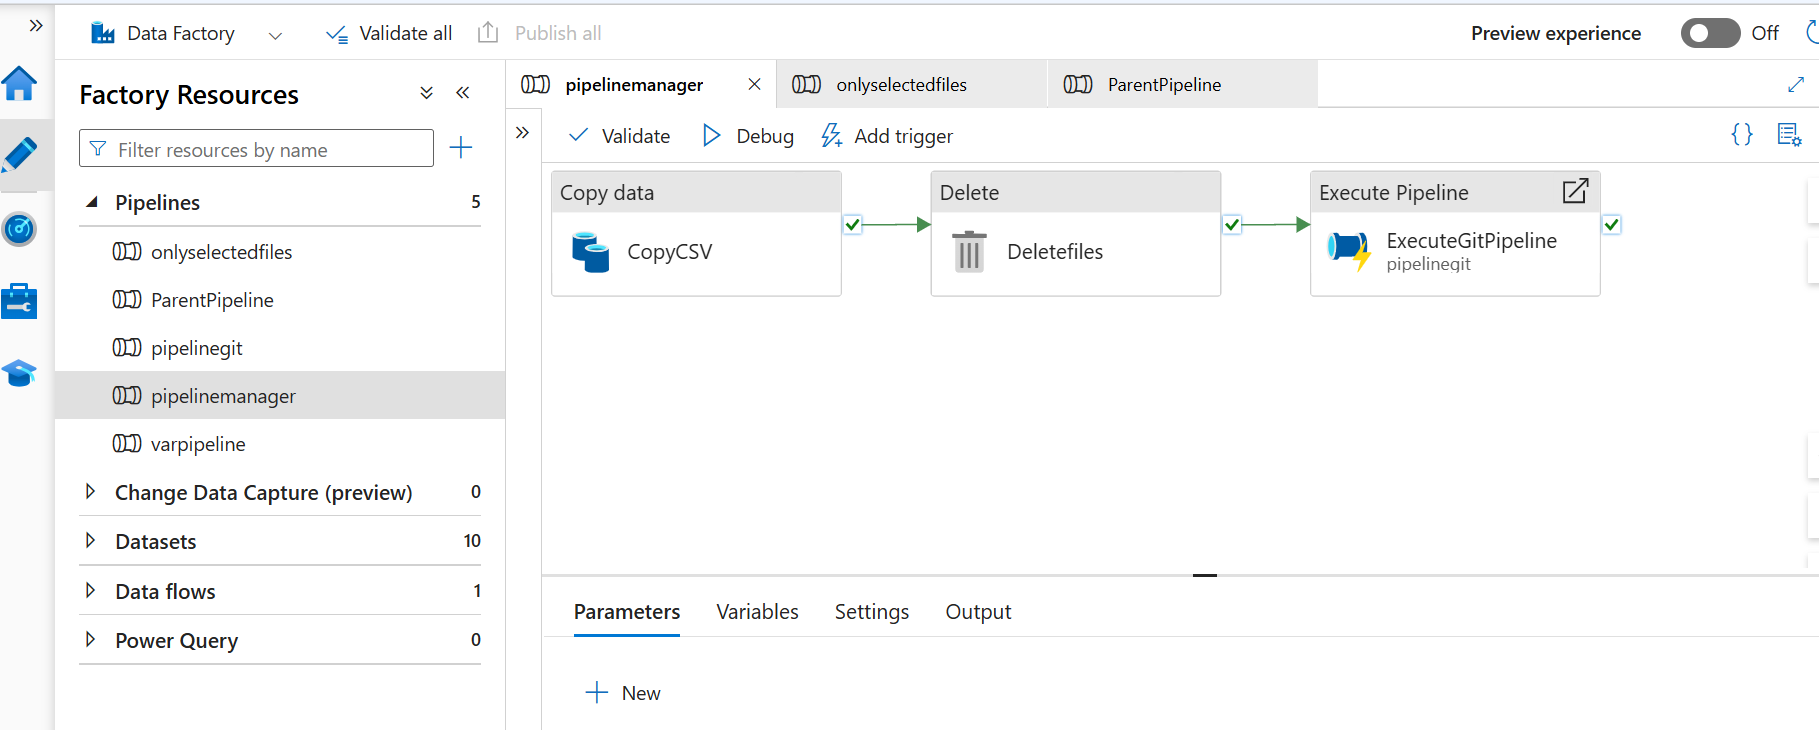 Data Factory
Validate all
Publish all
Preview experience
Off
Factory Resources
Filter resources by name
Pipelines 5
onlyselectedfiles
ParentPipeline
pipelinegit
pipelinemanager
varpipeline
Change Data Capture (preview) 0
Datasets 10
Data flows 1
Power Query 0
pipelinemanager
onlyselectedfiles
ParentPipeline
Validate
Debug
Add trigger
{}
Copy data
CopyCSV
Delete
Deletefiles
Execute Pipeline
ExecuteGitPipeline
pipelinegit
Parameters
Variables
Settings
Output
New